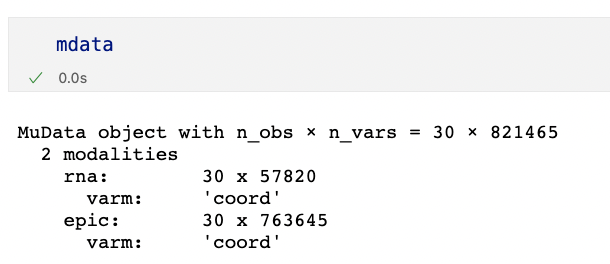 mdata
✓ 0.0s
MuData object with n_obs × n_vars = 30 × 821465
2 modalities
rna: 30 x 57820
varm: 'coord'
epic: 30 x 763645
varm: 'coord'